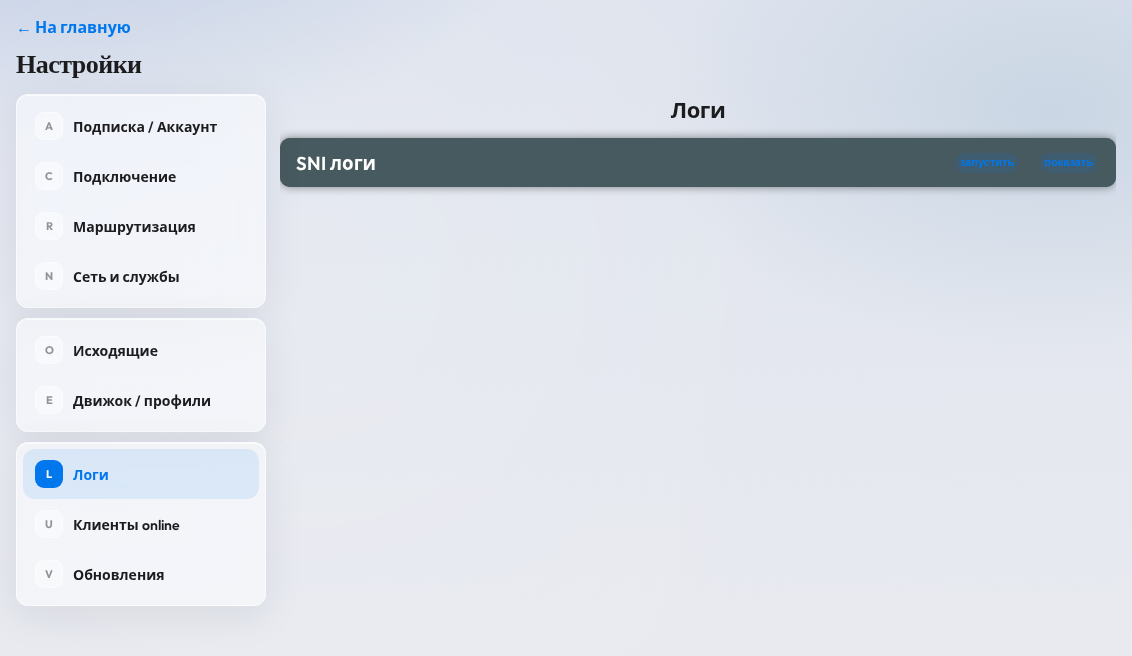 ← На главную
Настройки
A Подписка / Аккаунт
C Подключение
R Маршрутизация
N Сеть и службы
O Исходящие
E Движок / профили
L Логи
U Клиенты online
V Обновления
Логи
SNI логи
запустить показать